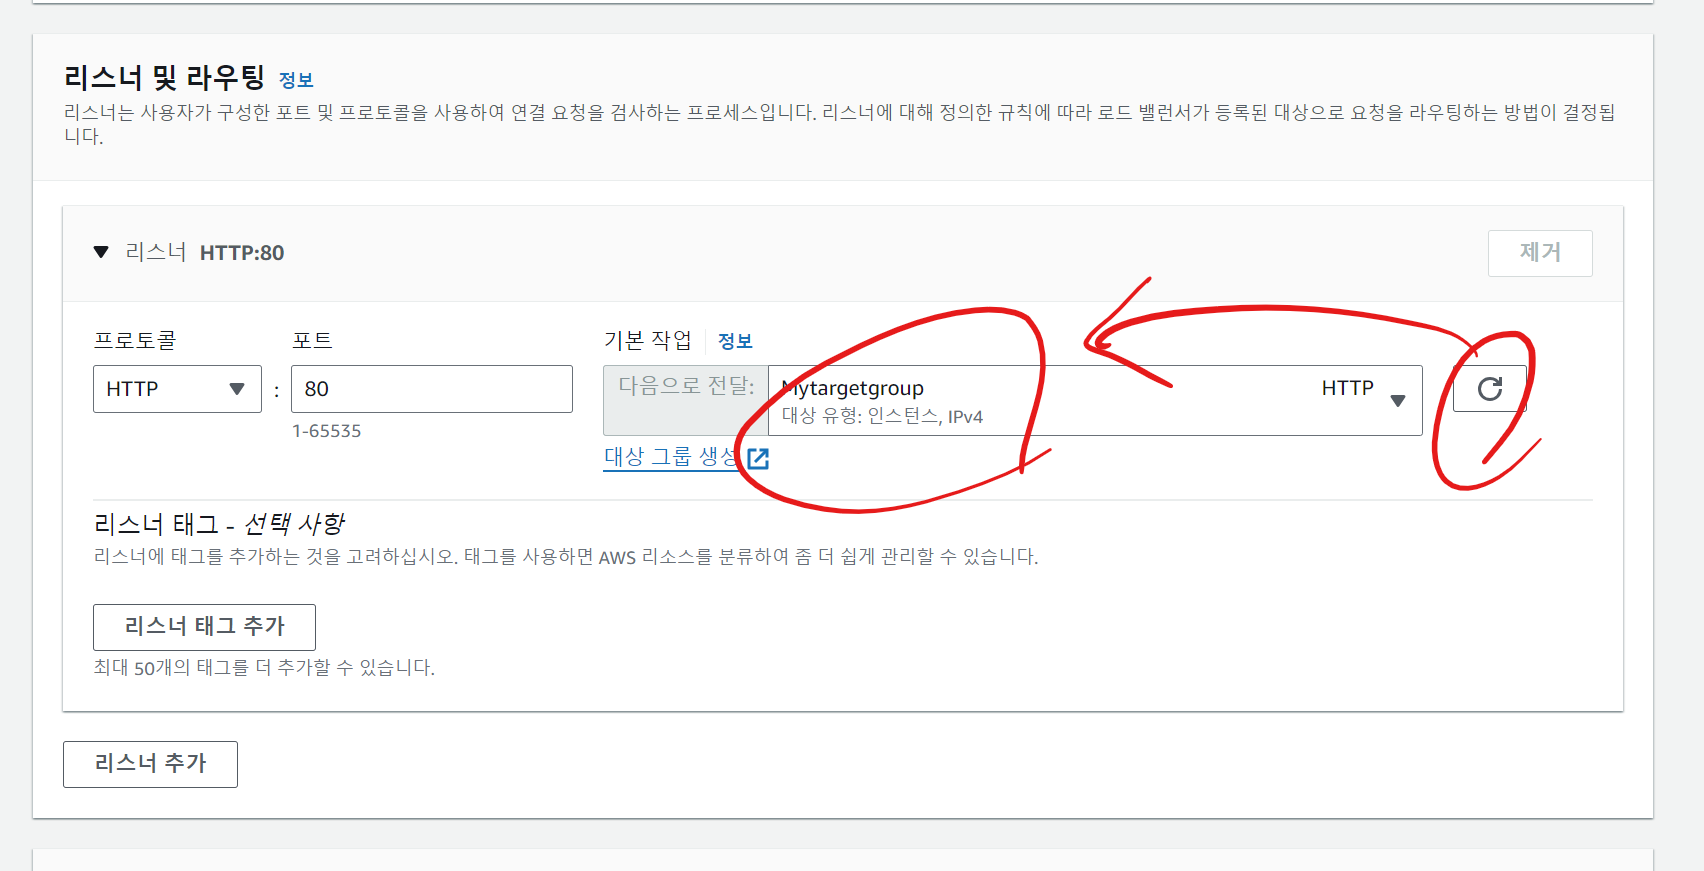 리스너 및 라우팅 정보
리스너는 사용자가 구성한 포트 및 프로토콜을 사용하여 연결 요청을 검사하는 프로세스입니다. 리스너에 대해 정의한 규칙에 따라 로드 밸런서가 등록된 대상으로 요청을 라우팅하는 방법이 결정됩
니다.
리스너 HTTP:80
제거
프로토콜 포트 기본 작업 정보
HTTP : 80 다음으로 전달: Mytargetgroup HTTP
대상 유형: 인스턴스, IPv4
1-65535
대상 그룹 생성
리스너 태그 - 선택 사항
리스너에 태그를 추가하는 것을 고려하십시오. 태그를 사용하면 AWS 리소스를 분류하여 좀 더 쉽게 관리할 수 있습니다.
리스너 태그 추가
최대 50개의 태그를 더 추가할 수 있습니다.
리스너 추가